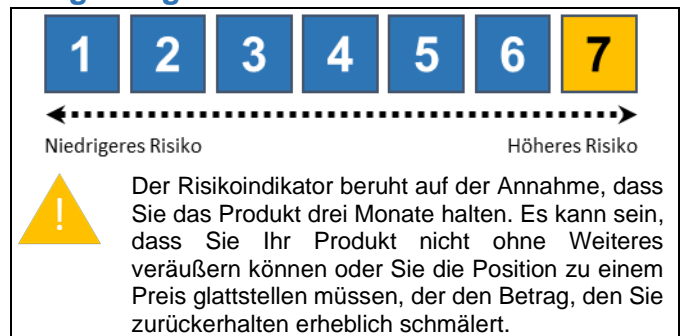 1 2 3 4 5 6 7
Niedrigeres Risiko Höheres Risiko
!
Der Risikoindikator beruht auf der Annahme, dass
Sie das Produkt drei Monate halten. Es kann sein,
dass Sie Ihr Produkt nicht ohne Weiteres
veräußern können oder Sie die Position zu einem
Preis glattstellen müssen, der den Betrag, den Sie
zurückerhalten erheblich schmälert.